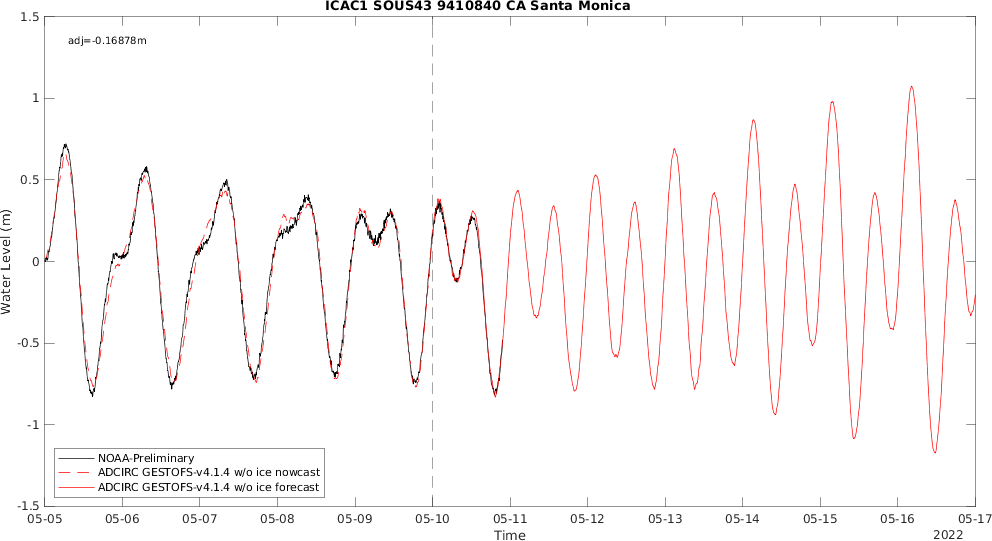 ICAC1 SOUS43 9410840 CA Santa Monica
adj=-0.16878m
1.5
1
0.5
0
-0.5
-1
-1.5
Water Level (m)
NOAA-Preliminary
ADCIRC GESTOFS-v4.1.4 w/o ice nowcast
ADCIRC GESTOFS-v4.1.4 w/o ice forecast
05-05 05-06 05-07 05-08 05-09 05-10 05-11 05-12 05-13 05-14 05-15 05-16 05-17
Time
2022